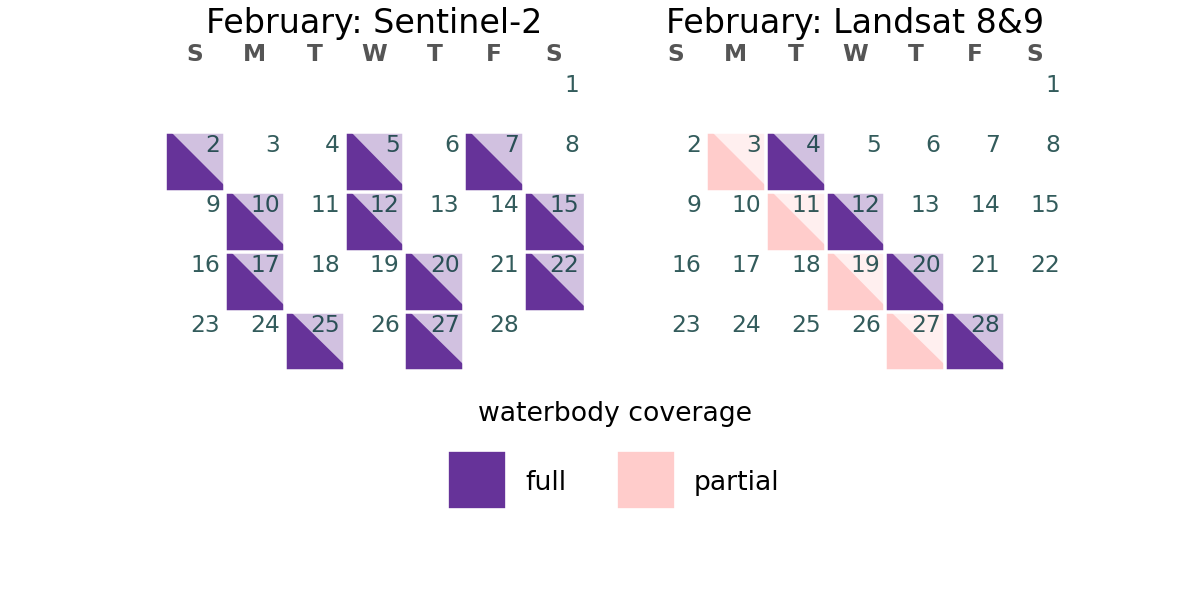 February: Sentinel-2
S M T W T F S
1
2 3 4 5 6 7 8
9 10 11 12 13 14 15
16 17 18 19 20 21 22
23 24 25 26 27 28
February: Landsat 8&9
S M T W T F S
1
2 3 4 5 6 7 8
9 10 11 12 13 14 15
16 17 18 19 20 21 22
23 24 25 26 27 28
waterbody coverage
full partial